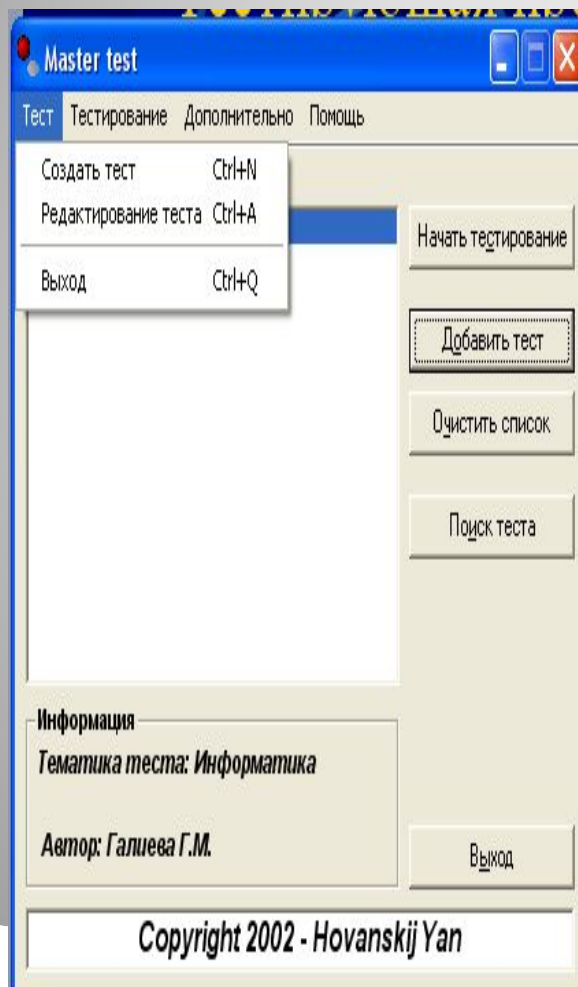 Master test
Тест Тестирование Дополнительно Помощь
Создать тест Ctrl+N
Редактирование теста Ctrl+A
Выход Ctrl+Q
Начать тестирование
Добавить тест
Очистить список
Поиск теста
Информация
Тематика теста: Информатика
Автор: Галиева Г.М.
Выход
Copyright 2002 - Hovanskij Yan